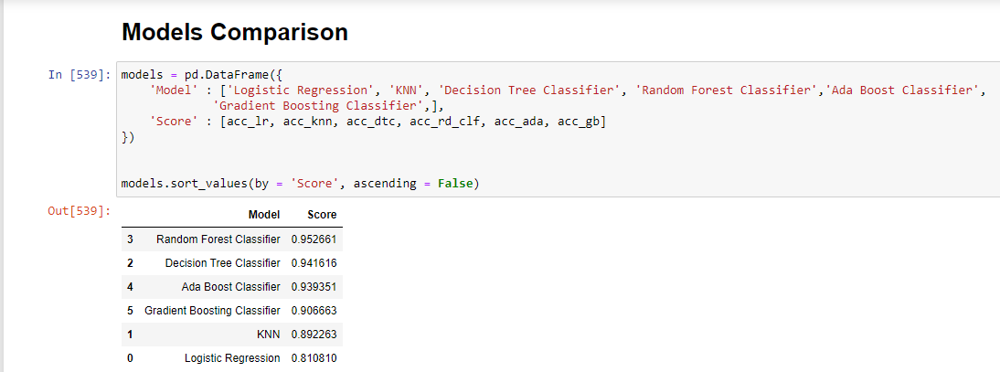 Models Comparison
In [539]: models = pd.DataFrame({
'Model' : ['Logistic Regression', 'KNN', 'Decision Tree Classifier', 'Random Forest Classifier','Ada Boost Classifier',
'Gradient Boosting Classifier',],
'Score' : [acc_lr, acc_knn, acc_dtc, acc_rd_clf, acc_ada, acc_gb]
})
models.sort_values(by = 'Score', ascending = False)
Out[539]:
Model Score
3 Random Forest Classifier 0.952661
2 Decision Tree Classifier 0.941616
4 Ada Boost Classifier 0.939351
5 Gradient Boosting Classifier 0.906663
1 KNN 0.892263
0 Logistic Regression 0.810810